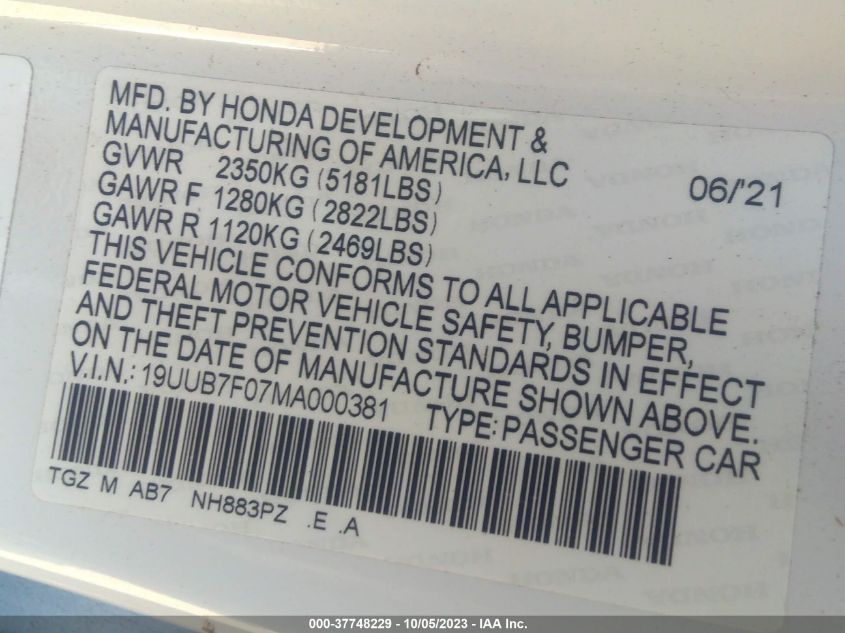 MFD. BY HONDA DEVELOPMENT &
MANUFACTURING OF AMERICA, LLC
GVWR 2350KG (5181LBS) 06/'21
GAWR F 1280KG (2822LBS)
GAWR R 1120KG (2469LBS)
THIS VEHICLE CONFORMS TO ALL APPLICABLE
FEDERAL MOTOR VEHICLE SAFETY, BUMPER,
AND THEFT PREVENTION STANDARDS IN EFFECT
ON THE DATE OF MANUFACTURE SHOWN ABOVE.
V.I.N.: 19UUB7F07MA000381 TYPE: PASSENGER CAR
TGZ M AB7 NH883PZ .E .A
000-37748229 - 10/05/2023 - IAA Inc.